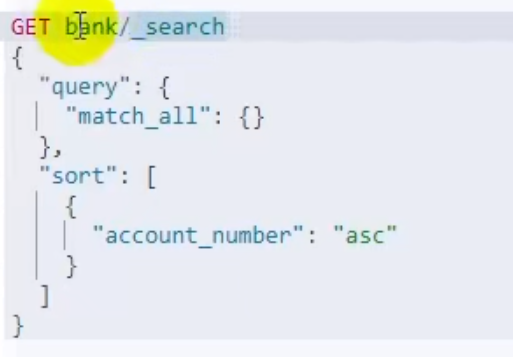 GET bank/_search
{
  "query": {
    "match_all": {}
  },
  "sort": [
    {
      "account_number": "asc"
    }
  ]
}